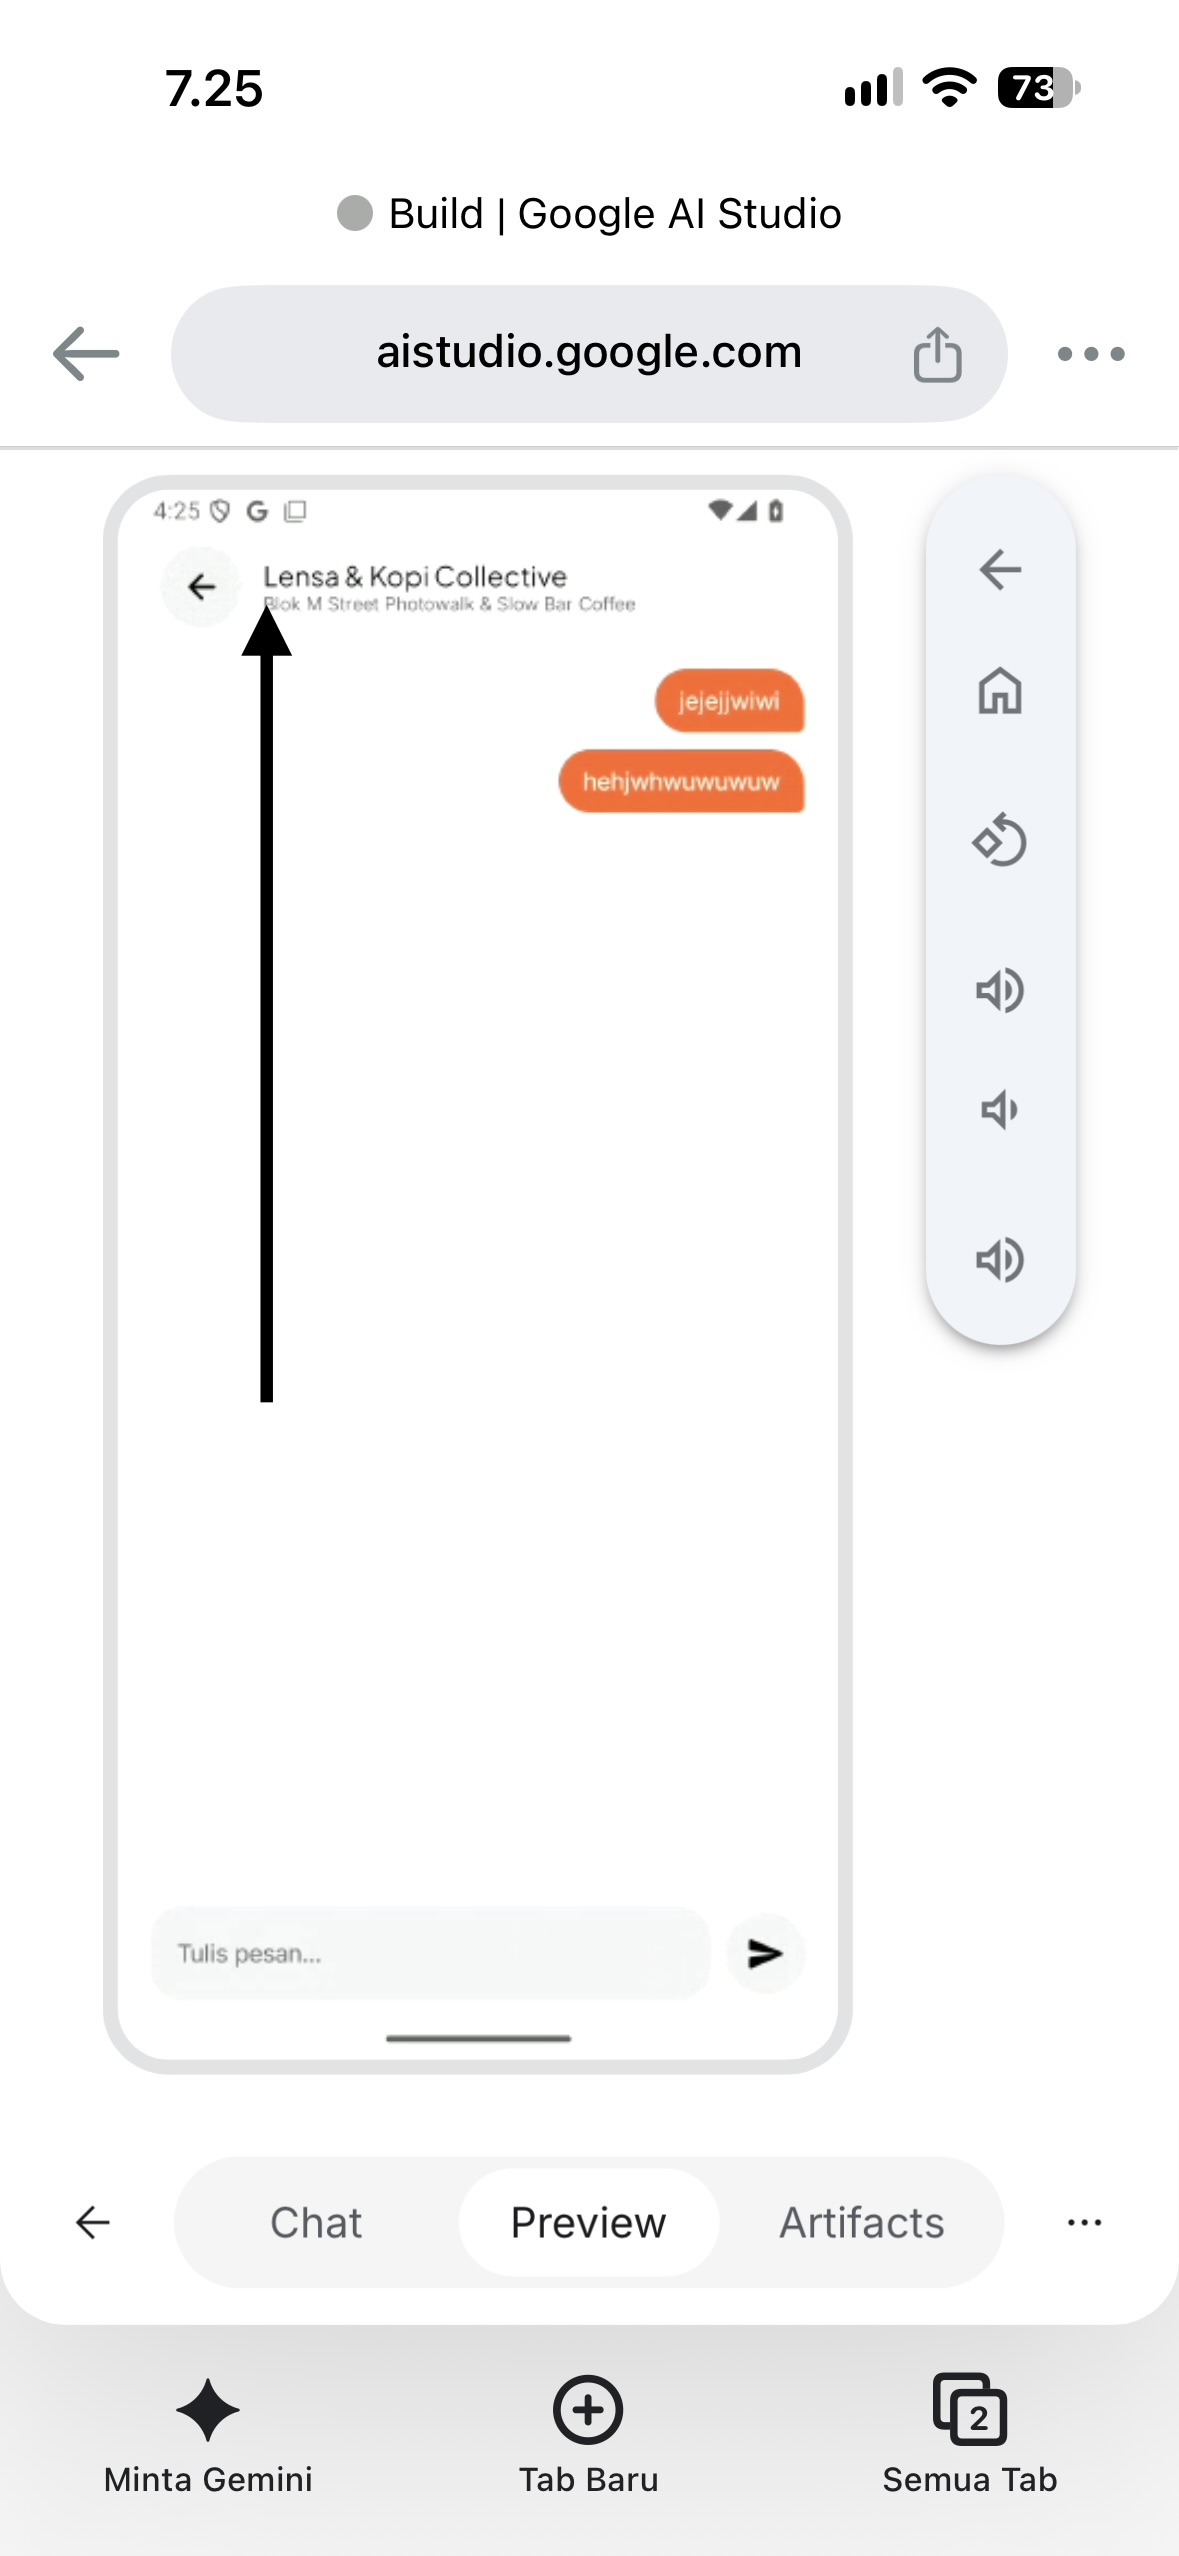 7.25
73
Build | Google AI Studio
aistudio.google.com
4:25
Lensa & Kopi Collective
Blok M Street Photowalk & Slow Bar Coffee
jejejjwiwi
hehjwhwuwuwuw
Tulis pesan...
Chat
Preview
Artifacts
2
Minta Gemini
Tab Baru
Semua Tab